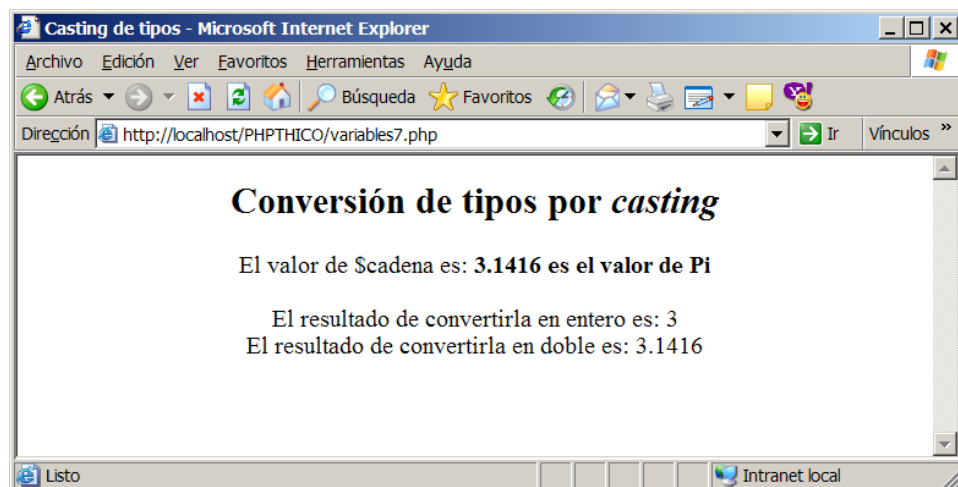 Casting de tipos - Microsoft Internet Explorer
Archivo Edición Ver Favoritos Herramientas Ayuda
Atrás Búsqueda Favoritos
Dirección http://localhost/PHPTHICO/variables7.php Ir Vínculos »
Conversión de tipos por casting
El valor de $cadena es: 3.1416 es el valor de Pi
El resultado de convertirla en entero es: 3
El resultado de convertirla en doble es: 3.1416
Listo Intranet local